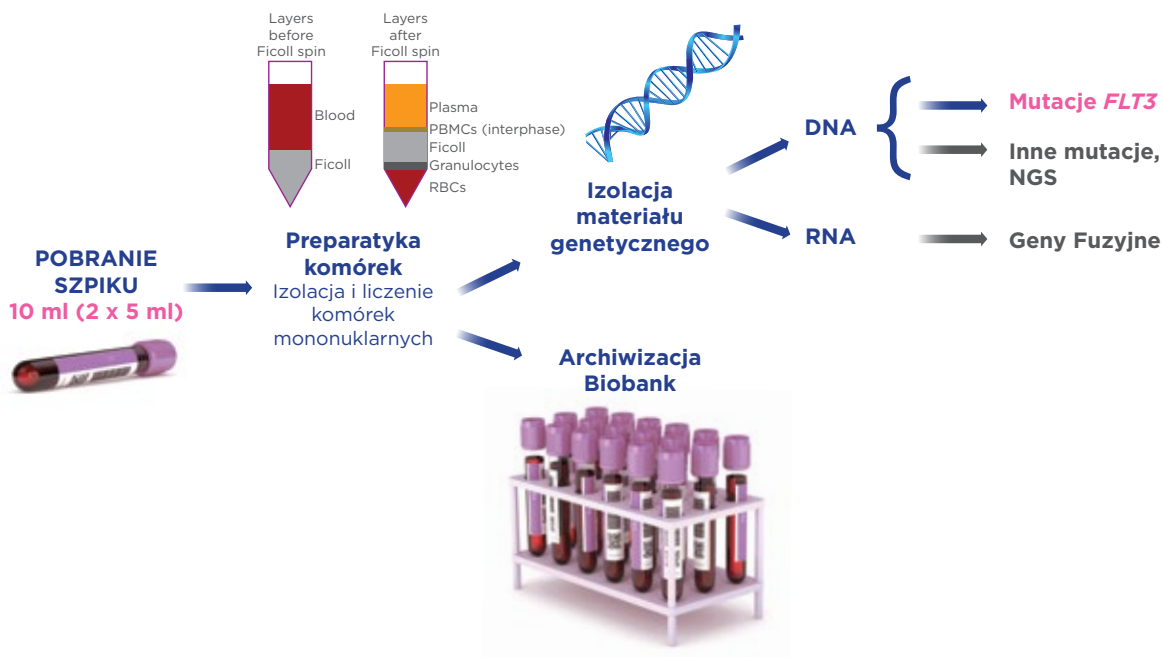 Layers
before
Ficoll spin
Layers
after
Ficoll spin
Blood
Ficoll
Plasma
PBMCs (interphase)
Ficoll
Granulocytes
RBCs
POBRANIE
SZPIKU
10 ml (2 x 5 ml)
Preparatyka
komórek
Izolacja i liczenie
komórek
mononuklarnych
Izolacja
materiału
genetycznego
Archiwizacja
Biobank
DNA
RNA
Mutacje FLT3
Inne mutacje,
NGS
Geny Fuzyjne